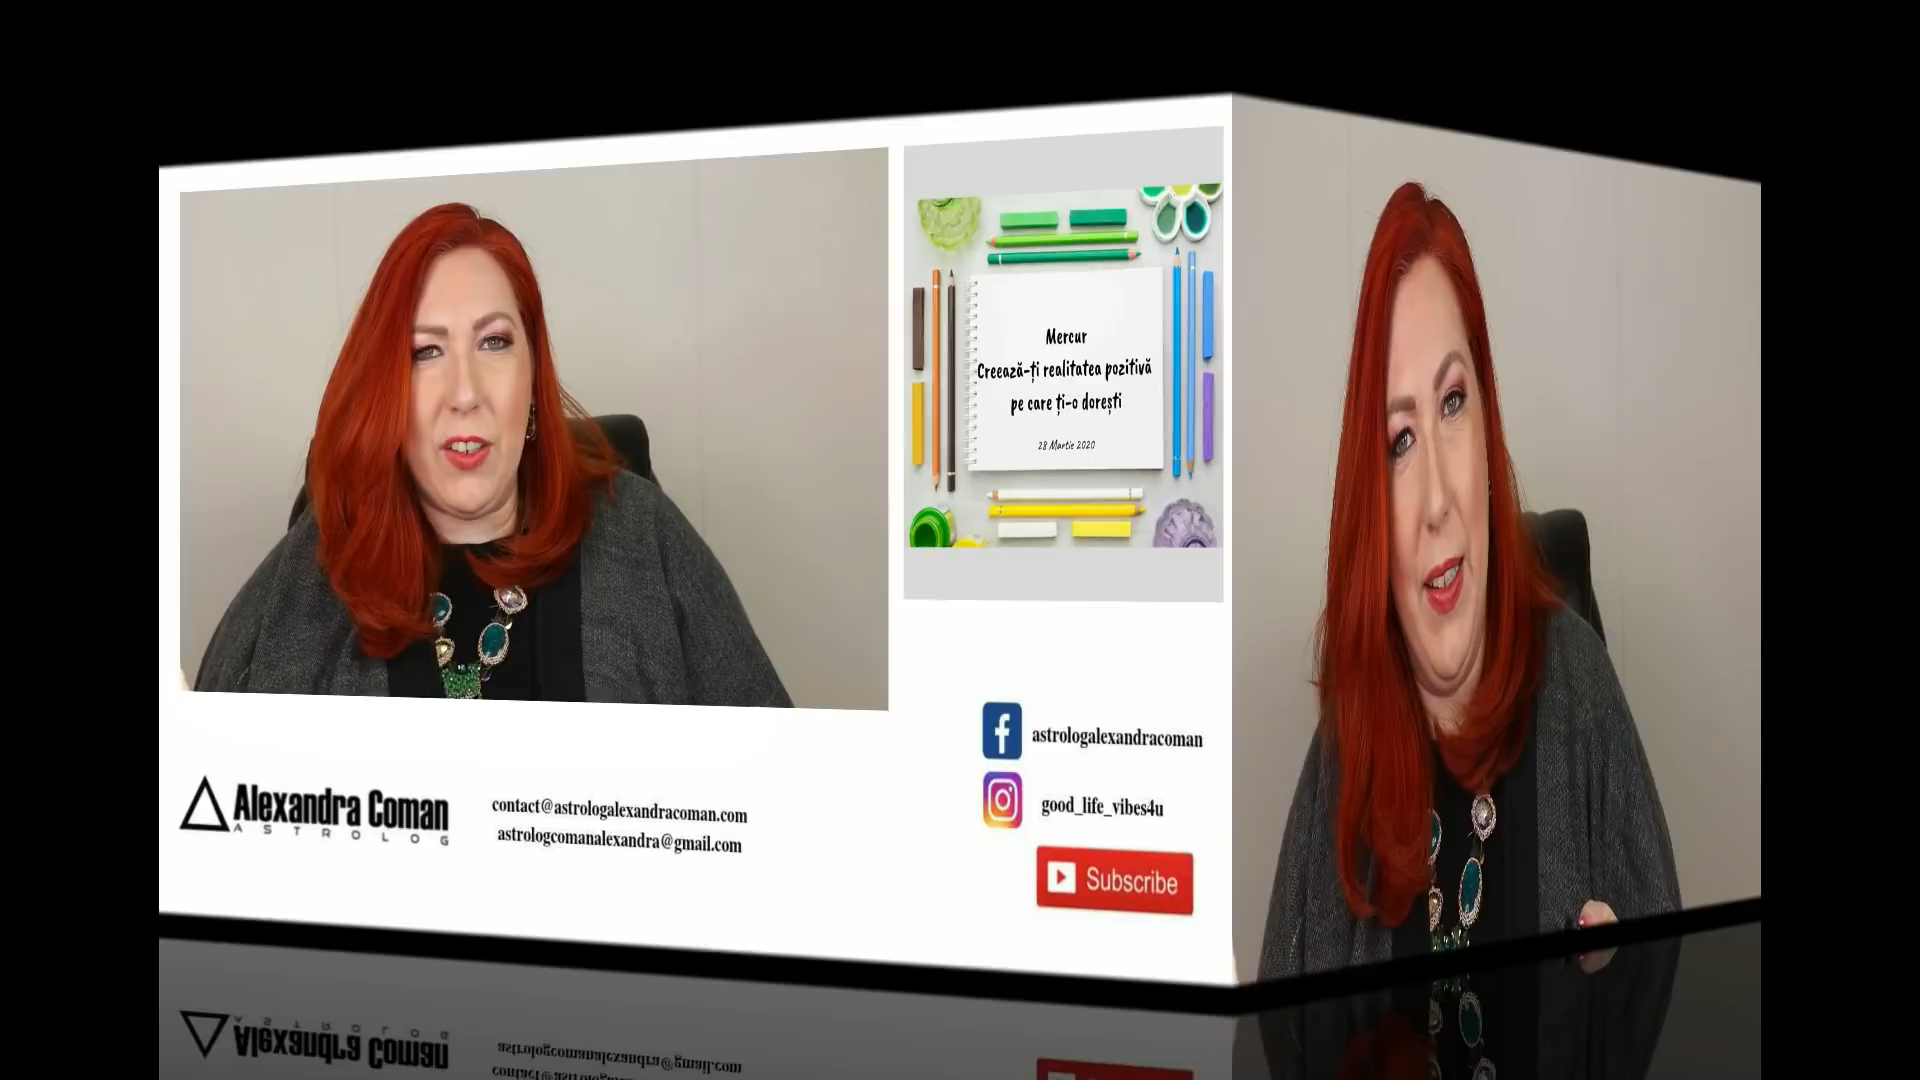 Mercur
Creează-ți realitatea pozitivă
pe care ți-o dorești
28 Martie 2020
astrologalexandracoman
good_life_vibes4u
Subscribe
Alexandra Coman
ASTROLOG
contact@astrologalexandracoman.com
astrologcomanalexandra@gmail.com